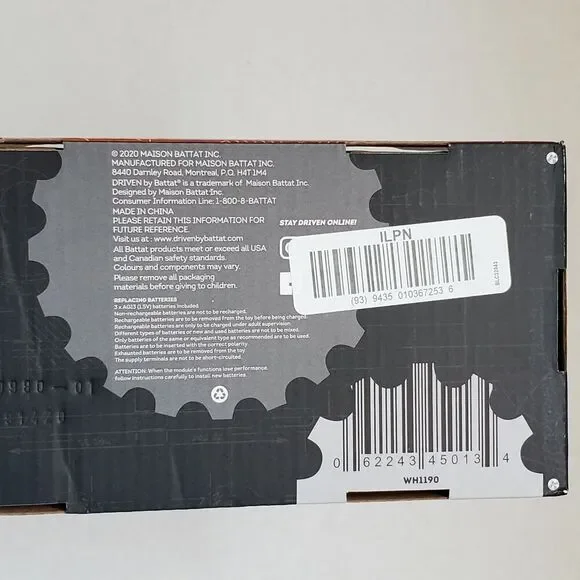 © 2020 MAISON BATTAT INC.
MANUFACTURED FOR MAISON BATTAT INC.
8440 Darnley Road, Montreal, P.Q. H4T 1M4
DRIVEN by Battat® is a trademark of Maison Battat Inc.
Designed by Maison Battat Inc.
Consumer Information Line: 1-800-8-BATTAT
MADE IN CHINA
PLEASE RETAIN THIS INFORMATION FOR
FUTURE REFERENCE.
Visit us at : www.drivenbybattat.com
All Battat products meet or exceed all USA
and Canadian safety standards.
Colours and components may vary.
Please remove all packaging
materials before giving to children.
REPLACING BATTERIES
3 x AG13 (1.5V) batteries included.
Non-rechargeable batteries are not to be recharged.
Rechargeable batteries are to be removed from the toy before being charged.
Rechargeable batteries are only to be charged under adult supervision.
Different types of batteries or new and used batteries are not to be mixed.
Only batteries of the same or equivalent type as recommended are to be used.
Batteries are to be inserted with the correct polarity
Exhausted batteries are to be removed from the toy
The supply terminals are not to be short-circuited.
ATTENTION: When the module's functions lose performance,
follow instructions carefully to install new batteries.
STAY DRIVEN ONLINE!
ILPN
(93) 9435 010367253 6
0 62243 45013 4
WH1190